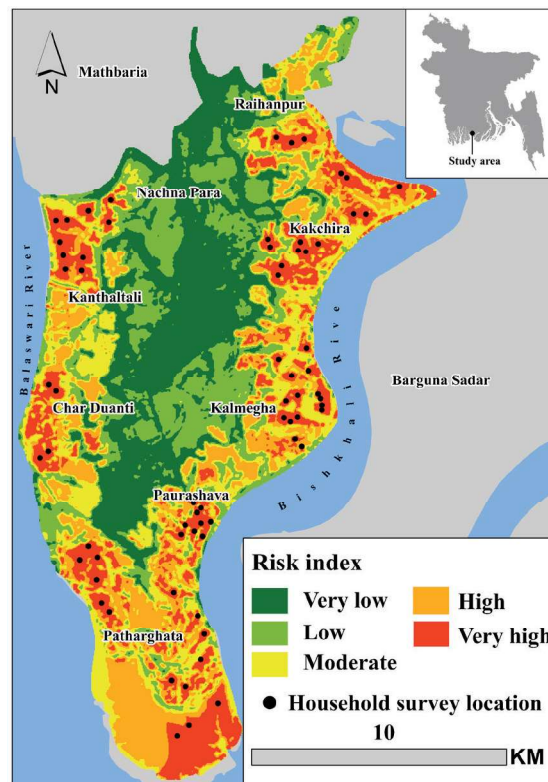 Mathbaria
N
Raihanpur
Study area
Nachna Para
Kakchira
Kanthaltali
Balaswari River
Bishkhali River
Barguna Sadar
Char Duanti
Kalmegha
Paurashava
Patharghata
Risk index
Very low
High
Low
Very high
Moderate
Household survey location
10
KM